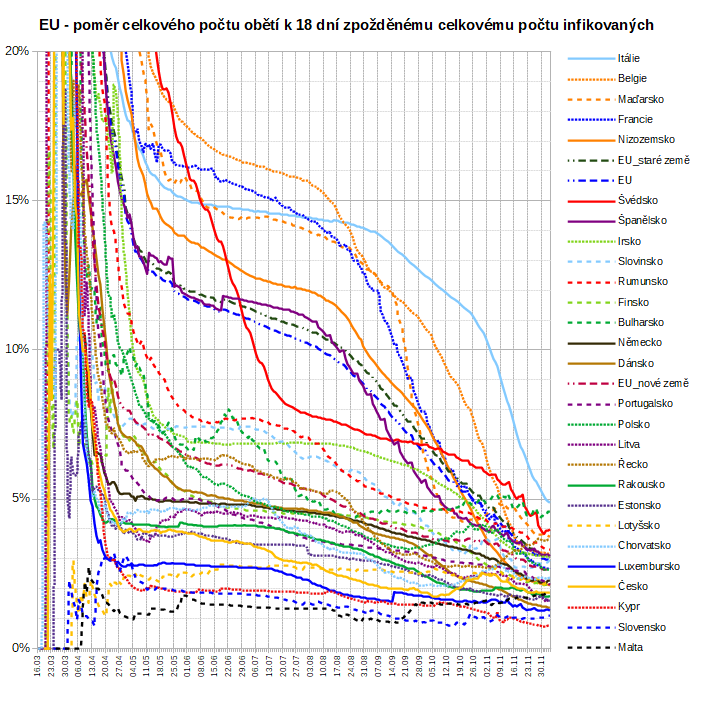 EU - poměr celkového počtu obětí k 18 dní zpožděnému celkovému počtu infikovaných
20%
15%
10%
5%
0%
16.03
23.03
30.03
06.04
13.04
20.04
27.04
04.05
11.05
18.05
25.05
01.06
08.06
15.06
22.06
29.06
06.07
13.07
20.07
27.07
03.08
10.08
17.08
24.08
31.08
07.09
14.09
21.09
28.09
05.10
12.10
19.10
26.10
02.11
09.11
16.11
23.11
30.11
Itálie
Belgie
Maďarsko
Francie
Nizozemsko
EU_staré země
EU
Švédsko
Španělsko
Irsko
Slovinsko
Rumunsko
Finsko
Bulharsko
Německo
Dánsko
EU_nové země
Portugalsko
Polsko
Litva
Řecko
Rakousko
Estonsko
Lotyšsko
Chorvatsko
Luxembursko
Česko
Kypr
Slovensko
Malta